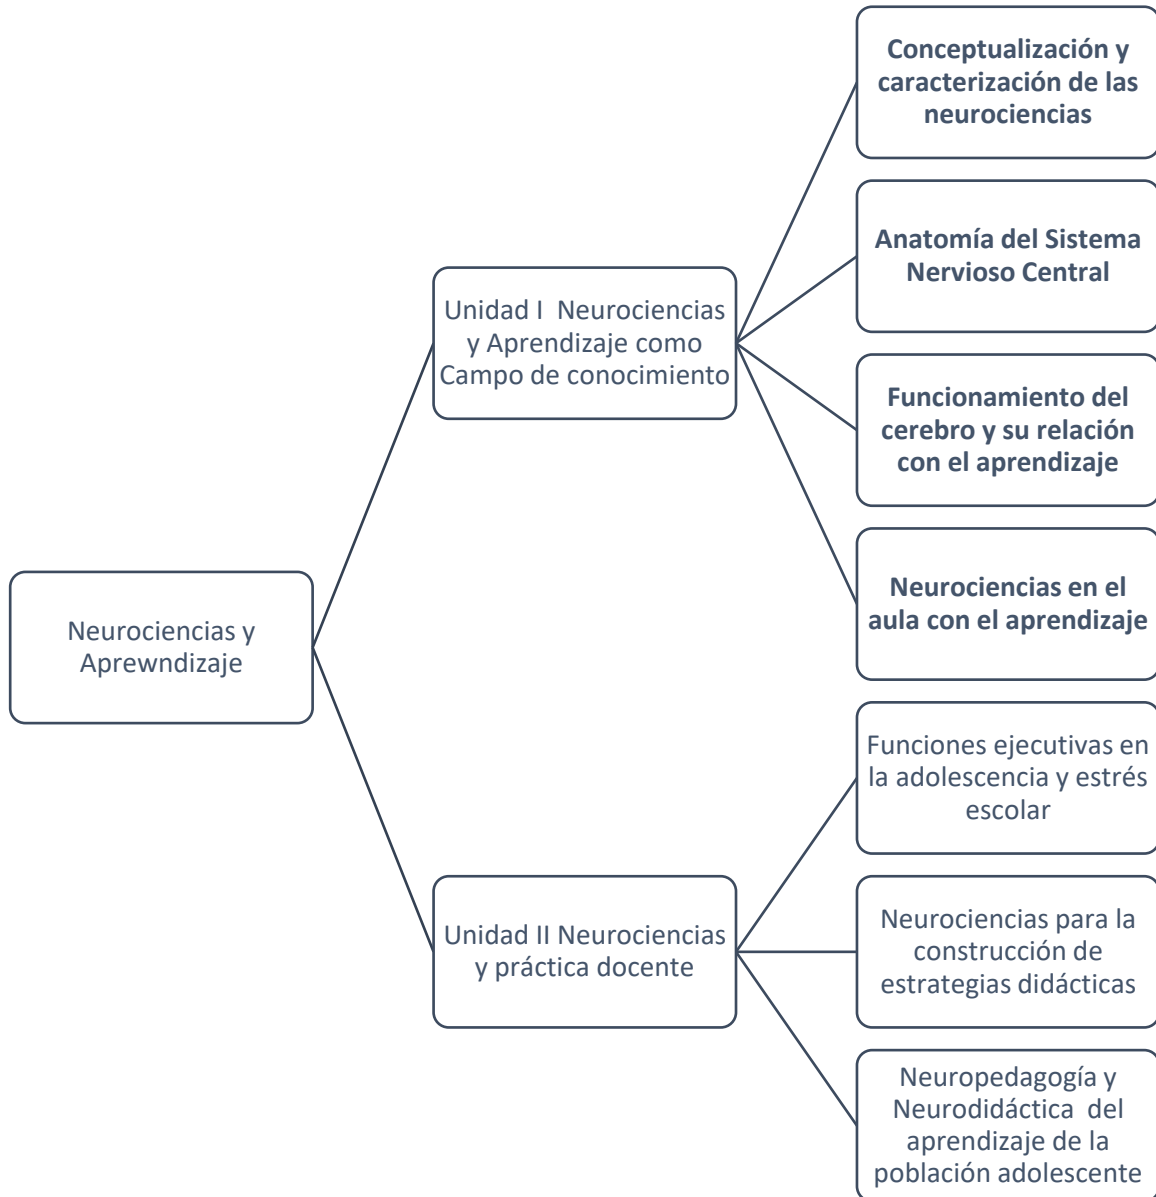 Neurociencias y
Aprewndizaje
Unidad I  Neurociencias
y Aprendizaje como
Campo de conocimiento
Conceptualización y
caracterización de las
neurociencias
Anatomía del Sistema
Nervioso Central
Funcionamiento del
cerebro y su relación
con el aprendizaje
Neurociencias en el
aula con el aprendizaje
Unidad II Neurociencias
y práctica docente
Funciones ejecutivas en
la adolescencia y estrés
escolar
Neurociencias para la
construcción de
estrategias didácticas
Neuropedagogía y
Neurodidáctica  del
aprendizaje de la
población adolescente